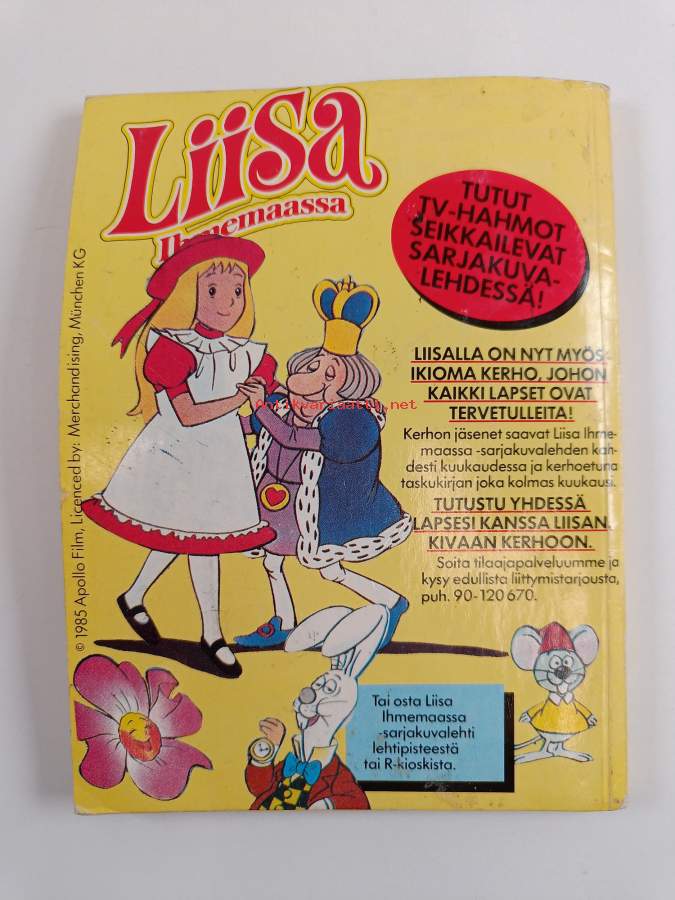 Liisa
Ihmemaassa
TUTUT
TV-HAHMOT
SEIKKAILEVAT
SARJAKUVA-
LEHDESSÄ!
© 1985 Apollo Film, Licenced by: Merchandising, München KG
LIISALLA ON NYT MYÖS
IKIOMA KERHO, JOHON
KAIKKI LAPSET OVAT
TERVETULLEITA!
Kerhon jäsenet saavat Liisa Ihme-
maassa -sarjakuvalehden kah-
desti kuukaudessa ja kerhoetuna
taskukirjan joka kolmas kuukausi.
TUTUSTU YHDESSÄ
LAPSESI KANSSA LIISAN
KIVAAN KERHOON.
Soita tilaajapalveluumme ja
kysy edullista liittymistarjousta,
puh. 90-120 670.
Tai osta Liisa
Ihmemaassa
-sarjakuvalehti
lehtipisteestä
tai R-kioskista.
Antikvariaatti.net